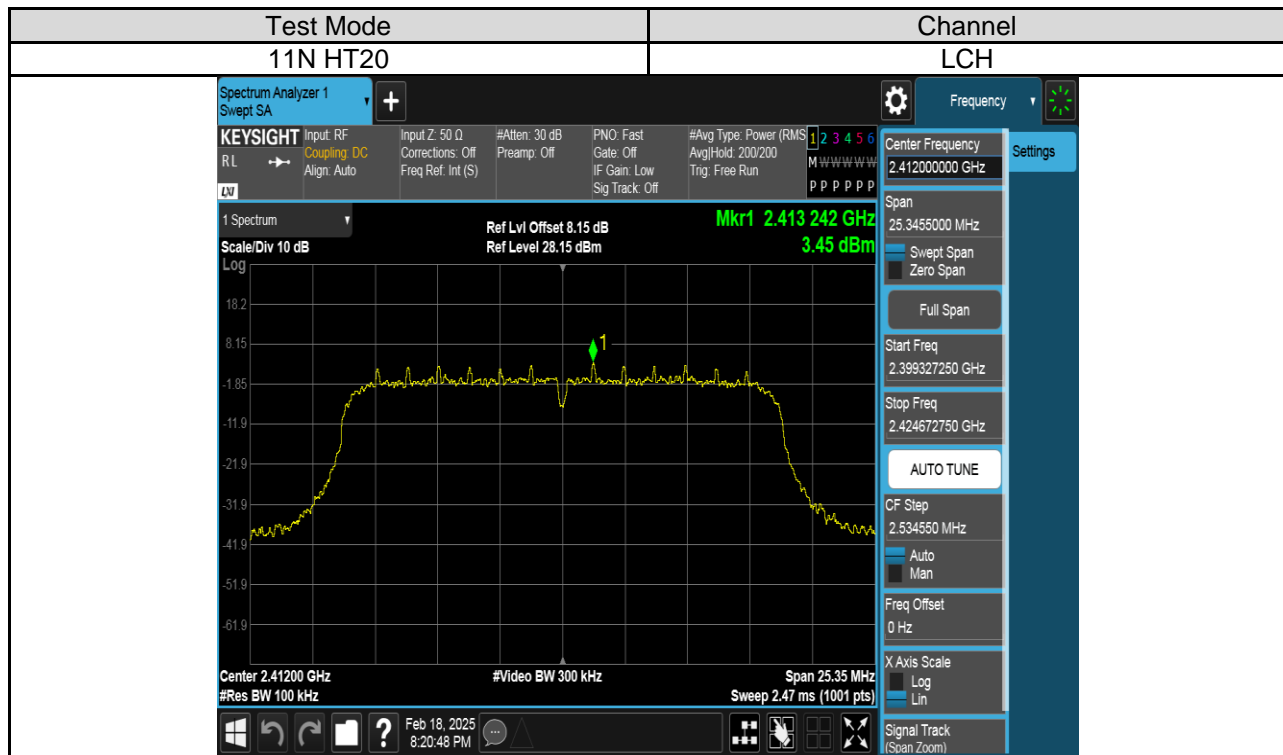 Test Mode Channel
11N HT20 LCH
Spectrum Analyzer 1
Swept SA
+
Frequency
KEYSIGHT Input: RF Input Z: 50 Ω #Atten: 30 dB PNO: Fast #Avg Type: Power (RMS 1 2 3 4 5 6
RL Coupling: DC Corrections: Off Preamp: Off Gate: Off Avg|Hold: 200/200 M W W W W W
Align: Auto Freq Ref: Int (S) IF Gain: Low Trig: Free Run
LXI Sig Track: Off P P P P P P
1 Spectrum
Scale/Div 10 dB
Ref Lvl Offset 8.15 dB
Ref Level 28.15 dBm
Mkr1 2.413 242 GHz
3.45 dBm
Log
18.2
8.15
-1.85
-11.9
-21.9
-31.9
-41.9
-51.9
-61.9
1
Center 2.41200 GHz #Video BW 300 kHz Span 25.35 MHz
#Res BW 100 kHz Sweep 2.47 ms (1001 pts)
Center Frequency
2.412000000 GHz
Settings
Span
25.3455000 MHz
Swept Span
Zero Span
Full Span
Start Freq
2.399327250 GHz
Stop Freq
2.424672750 GHz
AUTO TUNE
CF Step
2.534550 MHz
Auto
Man
Freq Offset
0 Hz
X Axis Scale
Log
Lin
Signal Track
(Span Zoom)
?
Feb 18, 2025
8:20:48 PM